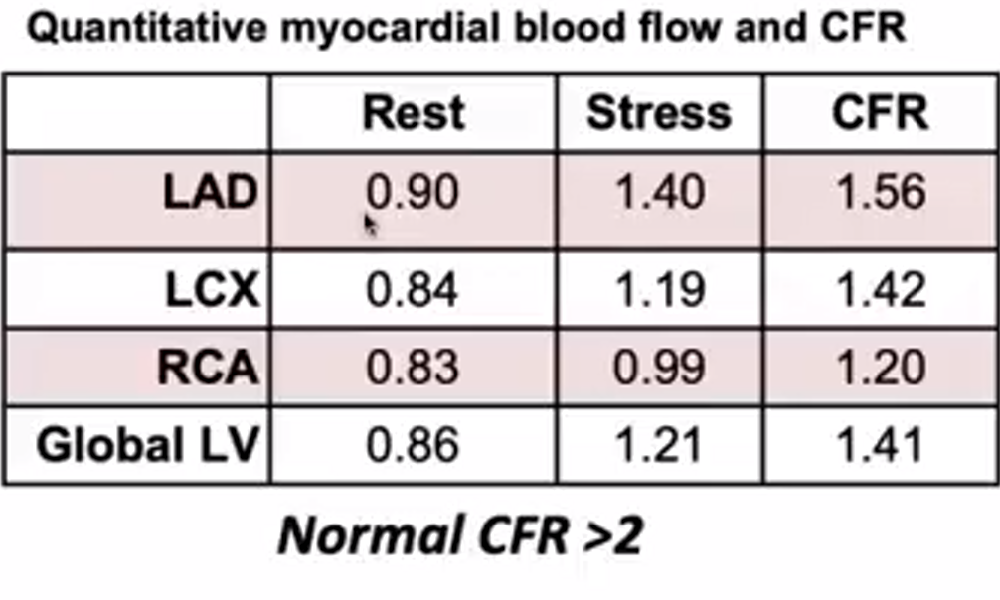 Quantitative myocardial blood flow and CFR
Rest Stress CFR
LAD 0.90 1.40 1.56
LCX 0.84 1.19 1.42
RCA 0.83 0.99 1.20
Global LV 0.86 1.21 1.41
Normal CFR >2